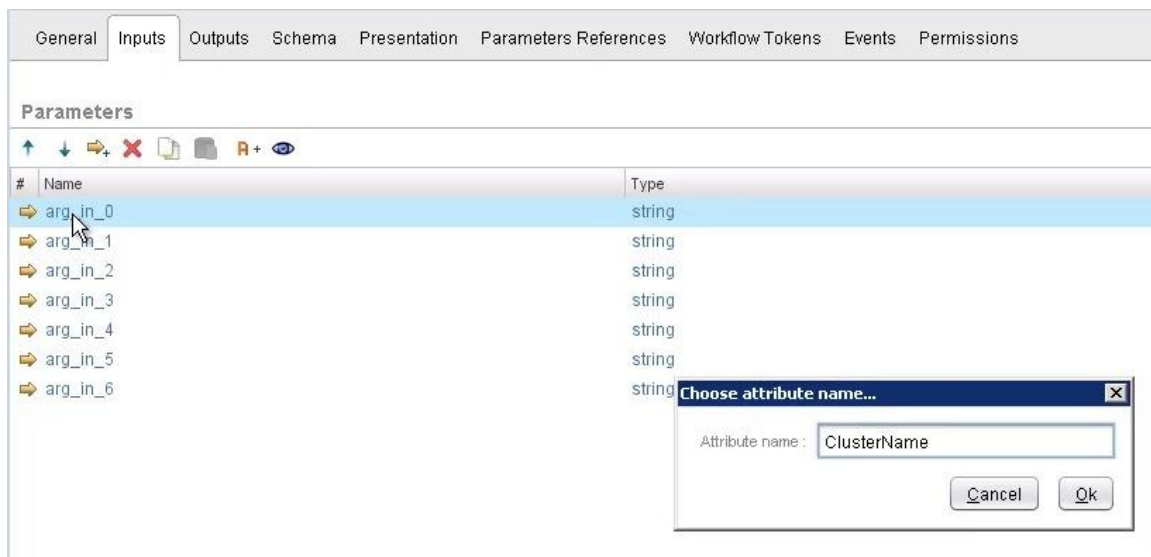 General Inputs Outputs Schema Presentation Parameters References Workflow Tokens Events Permissions
Parameters
A+
# Name Type
arg_in_0 string
arg_in_1 string
arg_in_2 string
arg_in_3 string
arg_in_4 string
arg_in_5 string
arg_in_6 string
Choose attribute name...
Attribute name : ClusterName
Cancel Ok